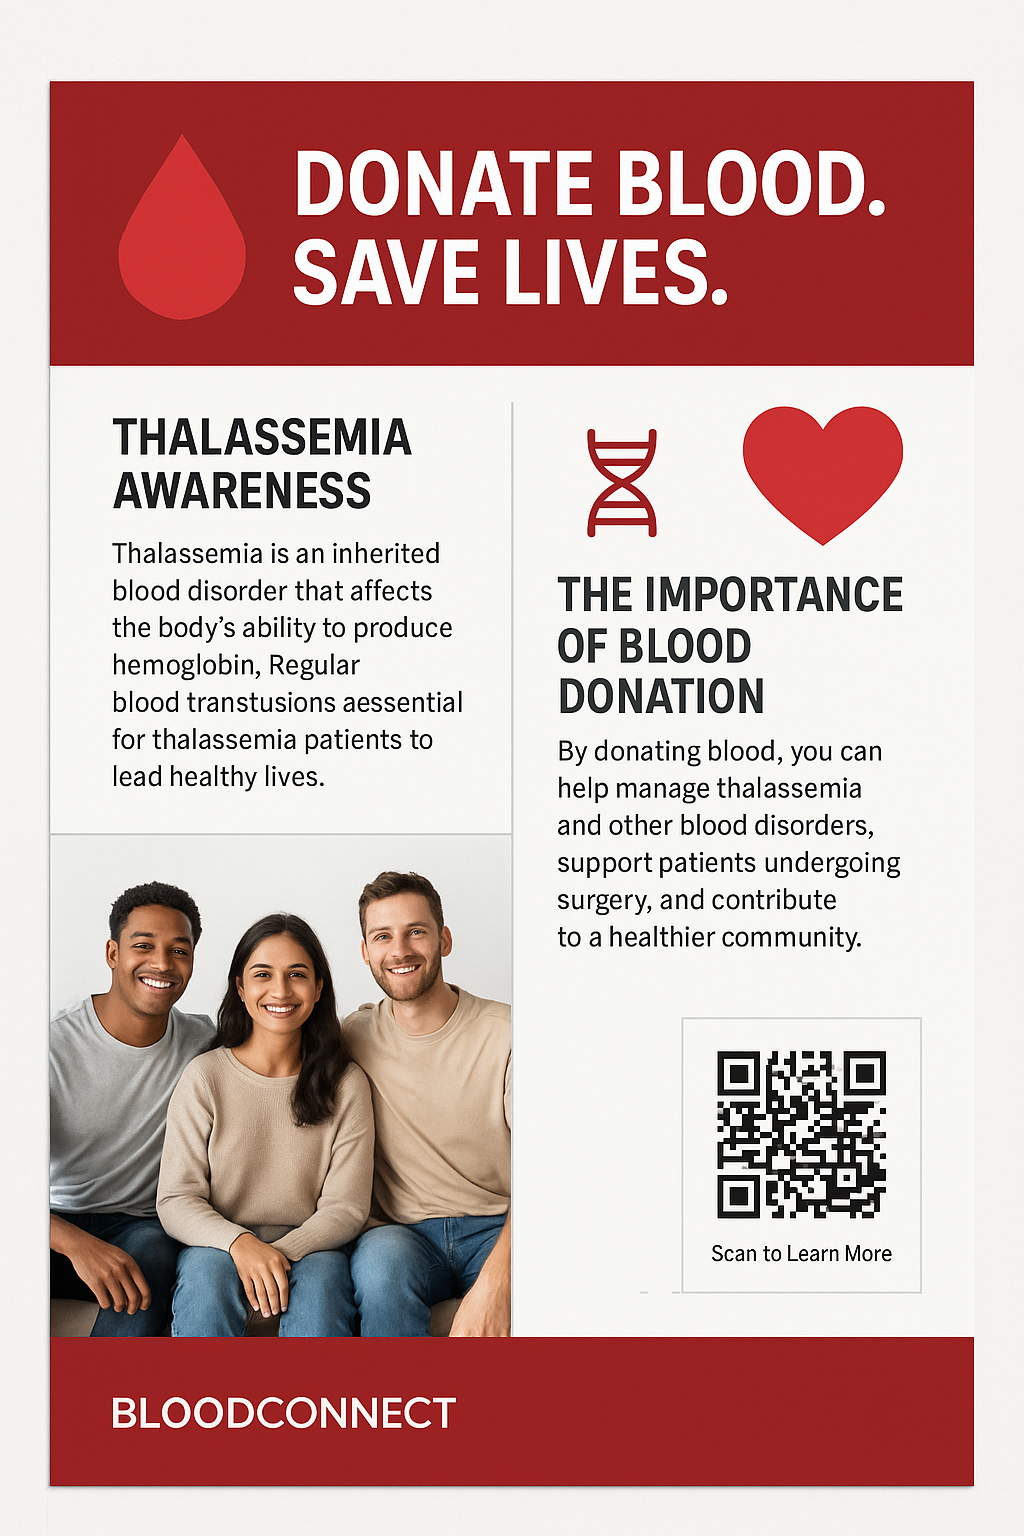 DONATE BLOOD.
SAVE LIVES.
THALASSEMIA
AWARENESS
Thalassemia is an inherited
blood disorder that affects
the body’s ability to produce
hemoglobin, Regular
blood transtusions aessential
for thalassemia patients to
lead healthy lives.
THE IMPORTANCE
OF BLOOD
DONATION
By donating blood, you can
help manage thalassemia
and other blood disorders,
support patients undergoing
surgery, and contribute
to a healthier community.
Scan to Learn More
BLOODCONNECT